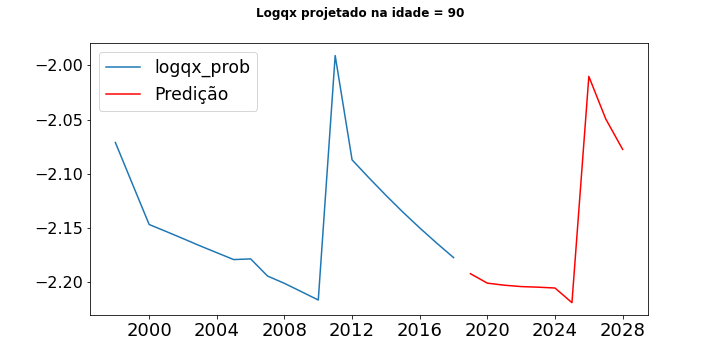 Logqx projetado na idade = 90
logqx_prob
Predição
−2.00
−2.05
−2.10
−2.15
−2.20
2000 2004 2008 2012 2016 2020 2024 2028